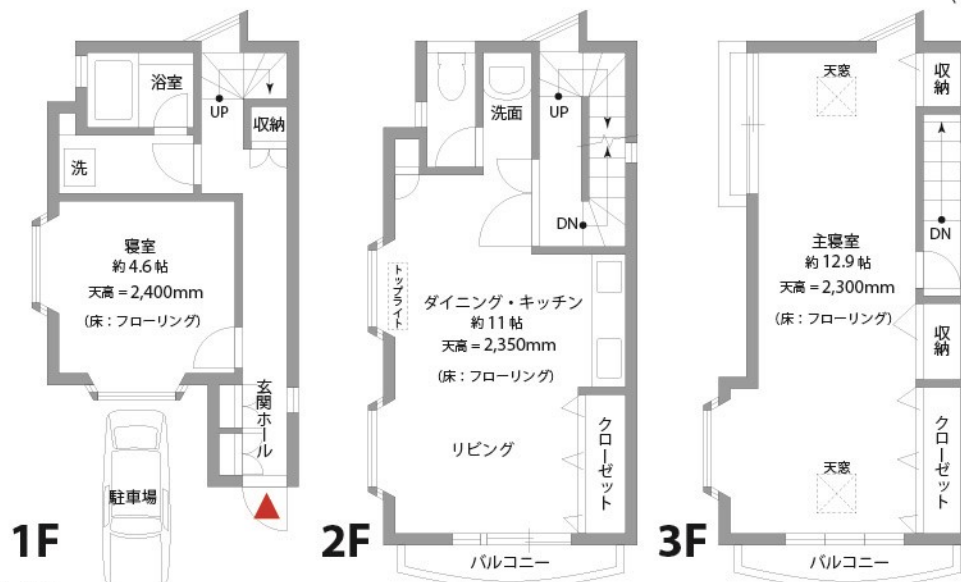 浴室
UP
収納
洗
寝室
約 4.6 帖
天高 = 2,400mm
(床：フローリング)
玄関ホール
駐車場
1F
洗面
UP
DN
トップライト
ダイニング・キッチン
約 11 帖
天高 = 2,350mm
(床：フローリング)
リビング
クローゼット
2F
バルコニー
天窓
収納
DN
主寝室
約 12.9 帖
天高 = 2,300mm
(床：フローリング)
収納
クローゼット
天窓
3F
バルコニー